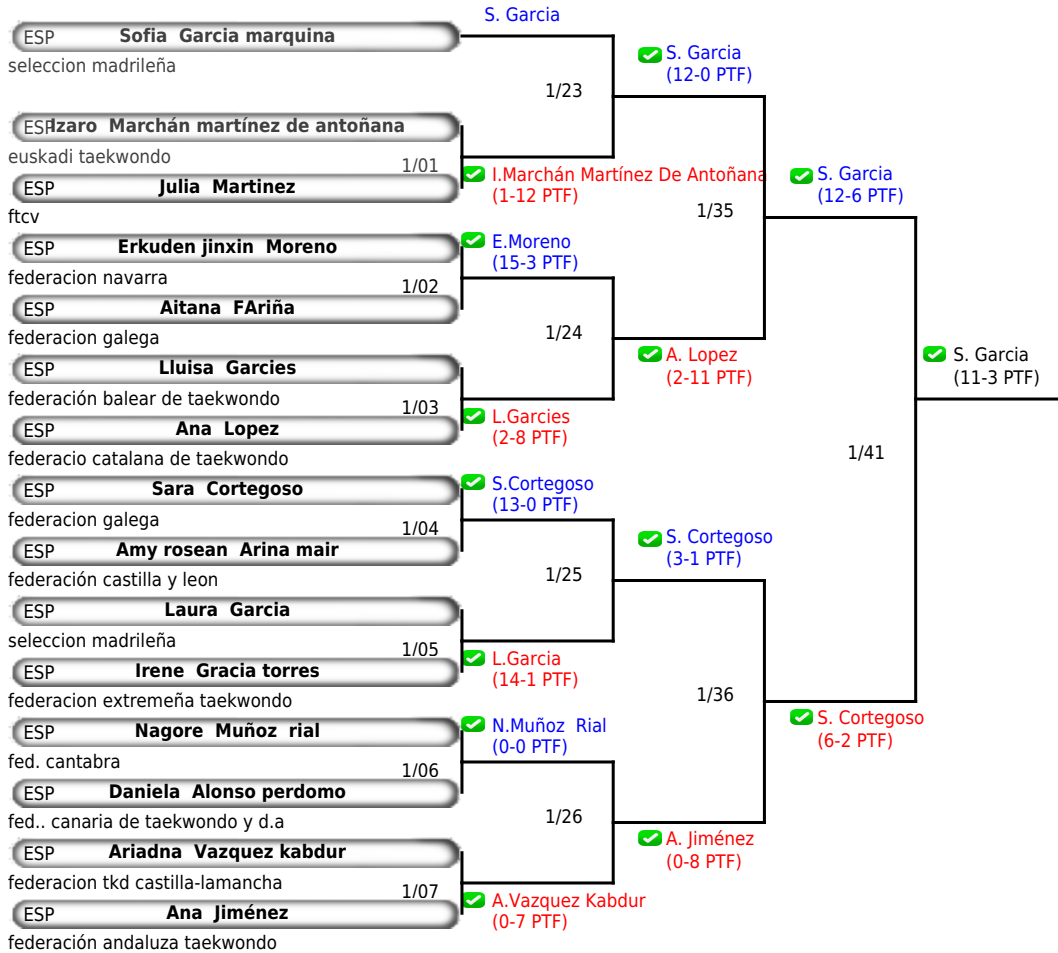 S. Garcia
ESP Sofia Garcia marquina
seleccion madrileña
S. Garcia
(12-0 PTF)
1/23
ESP Izaro Marchán martínez de antoñana
euskadi taekwondo
1/01
I.Marchán Martínez De Antoñana
(1-12 PTF)
ESP Julia Martinez
ftcv
S. Garcia
(12-6 PTF)
1/35
ESP Erkuden jinxin Moreno
federacion navarra
E.Moreno
(15-3 PTF)
1/02
ESP Aitana FAriña
federacion galega
1/24
A. Lopez
(2-11 PTF)
ESP Lluisa Garcies
federación balear de taekwondo
1/03
L.Garcies
(2-8 PTF)
ESP Ana Lopez
federacio catalana de taekwondo
S. Garcia
(11-3 PTF)
1/41
ESP Sara Cortegoso
federacion galega
S.Cortegoso
(13-0 PTF)
1/04
ESP Amy rosean Arina mair
federación castilla y leon
S. Cortegoso
(3-1 PTF)
1/25
ESP Laura Garcia
seleccion madrileña
1/05
L.Garcia
(14-1 PTF)
ESP Irene Gracia torres
federacion extremeña taekwondo
1/36
S. Cortegoso
(6-2 PTF)
ESP Nagore Muñoz rial
fed. cantabra
N.Muñoz Rial
(0-0 PTF)
1/06
ESP Daniela Alonso perdomo
fed.. canaria de taekwondo y d.a
1/26
A. Jiménez
(0-8 PTF)
ESP Ariadna Vazquez kabdur
federacion tkd castilla-lamancha
1/07
A.Vazquez Kabdur
(0-7 PTF)
ESP Ana Jiménez
federación andaluza taekwondo